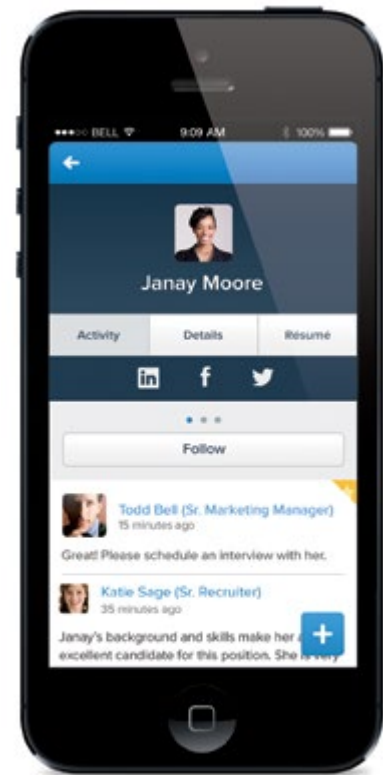 BELL 9:09 AM 100%
Janay Moore
Activity Details Résumé
in f
Follow
Todd Bell (Sr. Marketing Manager)
15 minutes ago
Great! Please schedule an interview with her.
Katie Sage (Sr. Recruiter)
35 minutes ago
Janay's background and skills make her
excellent candidate for this position. She is very